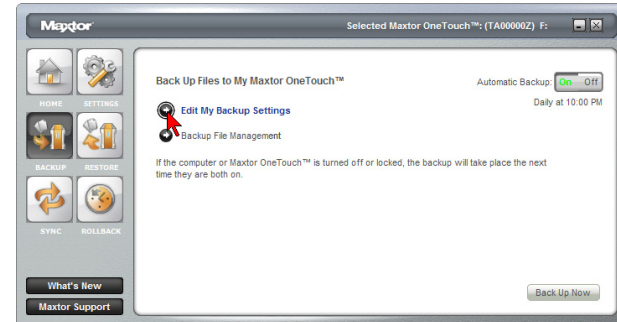 Maxtor
Selected Maxtor OneTouch™: (TA00000Z) F:
HOME SETTINGS
BACKUP RESTORE
SYNC ROLLBACK
What's New
Maxtor Support
Back Up Files to My Maxtor OneTouch™
Automatic Backup: On Off
Daily at 10:00 PM
Edit My Backup Settings
Backup File Management
If the computer or Maxtor OneTouch™ is turned off or locked, the backup will take place the next
time they are both on.
Back Up Now